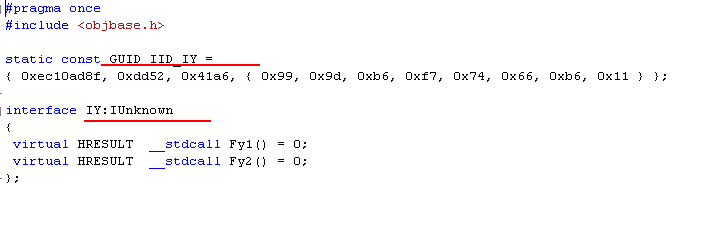 #pragma once
#include <objbase.h>
static const GUID IID_IY =
{ 0xec10ad8f, 0xdd52, 0x41a6, { 0x99, 0x9d, 0xb6, 0xf7, 0x74, 0x66, 0xb6, 0x11 } };
interface IY:IUnknown
{
virtual HRESULT __stdcall Fy1() = 0;
virtual HRESULT __stdcall Fy2() = 0;
};